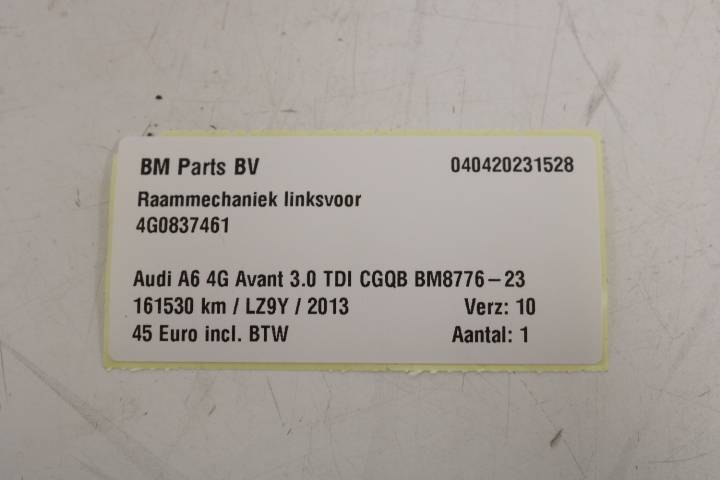 BM Parts BV 040420231528
Raammechaniek linksvoor
4G0837461
Audi A6 4G Avant 3.0 TDI CGQB BM8776-23
161530 km / LZ9Y / 2013 Verz: 10
45 Euro incl. BTW Aantal: 1